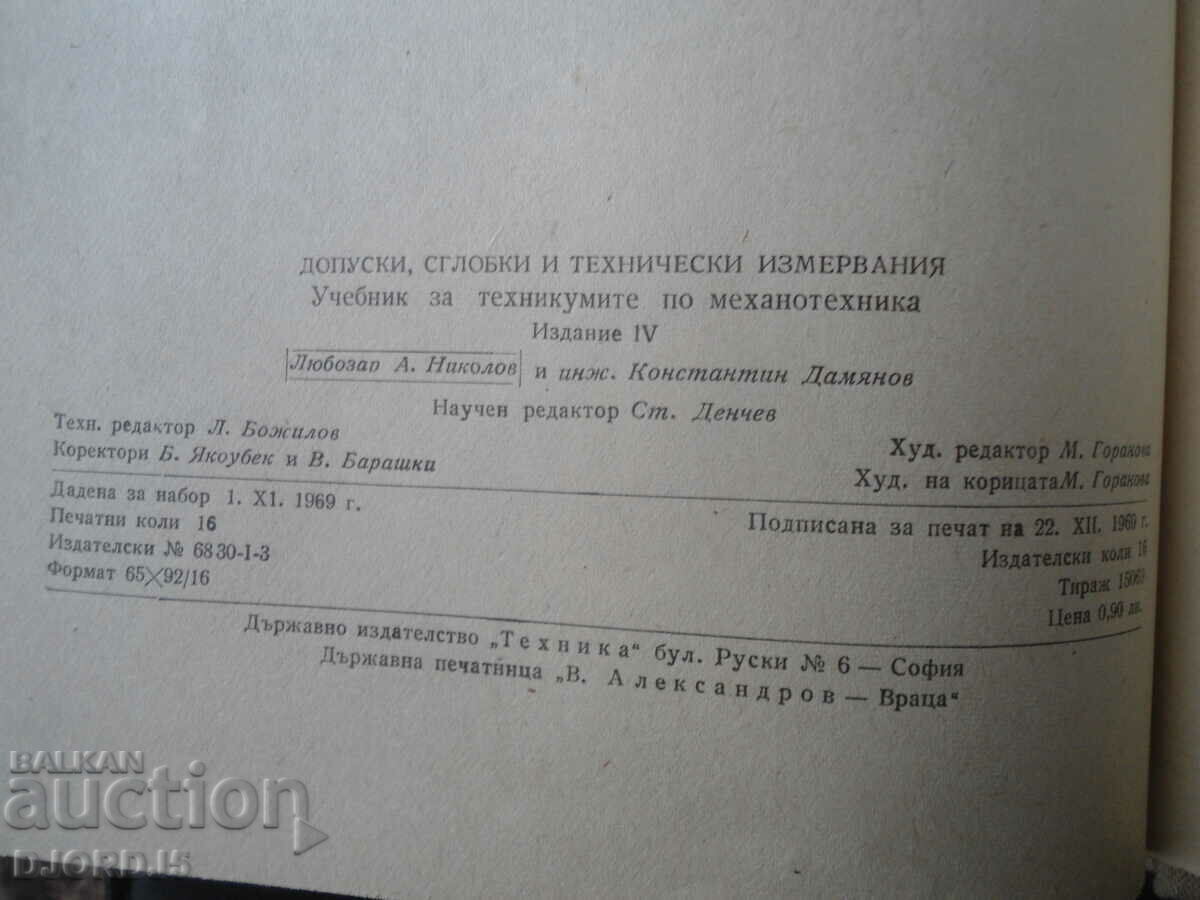 ДОПУСКИ, СГЛОБКИ И ТЕХНИЧЕСКИ ИЗМЕРВАНИЯ
Учебник за техникумите по механотехника
Издание IV
Любозар А. Николов и инж. Константин Дамянов
Научен редактор Ст. Денчев
Техн. редактор Л. Божилов
Коректори Б. Якоубек и В. Барашки
Худ. редактор М. Горанова
Худ. на корицата М. Горанова
Дадена за набор 1. XI. 1969 г.
Печатни коли 16
Издателски № 6830-I-3
Формат 65×92/16
Подписана за печат на 22. XII. 1969 г.
Издателски коли 16
Тираж 15063
Цена 0,90 лв.
Държавно издателство „Техника“ бул. Руски № 6 — София
Държавна печатница „В. Александров — Враца“
BALKAN
auction
DJORD.15